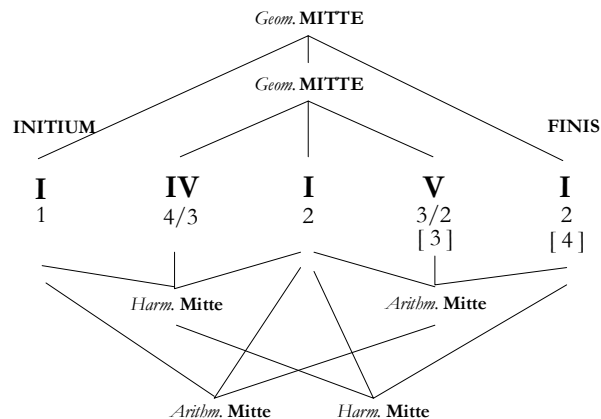 Geom. MITTE
Geom. MITTE
INITIUM FINIS
I IV I V I
1 4/3 2 3/2 2
[ 3 ] [ 4 ]
Harm. Mitte Arithm. Mitte
Arithm. Mitte Harm. Mitte